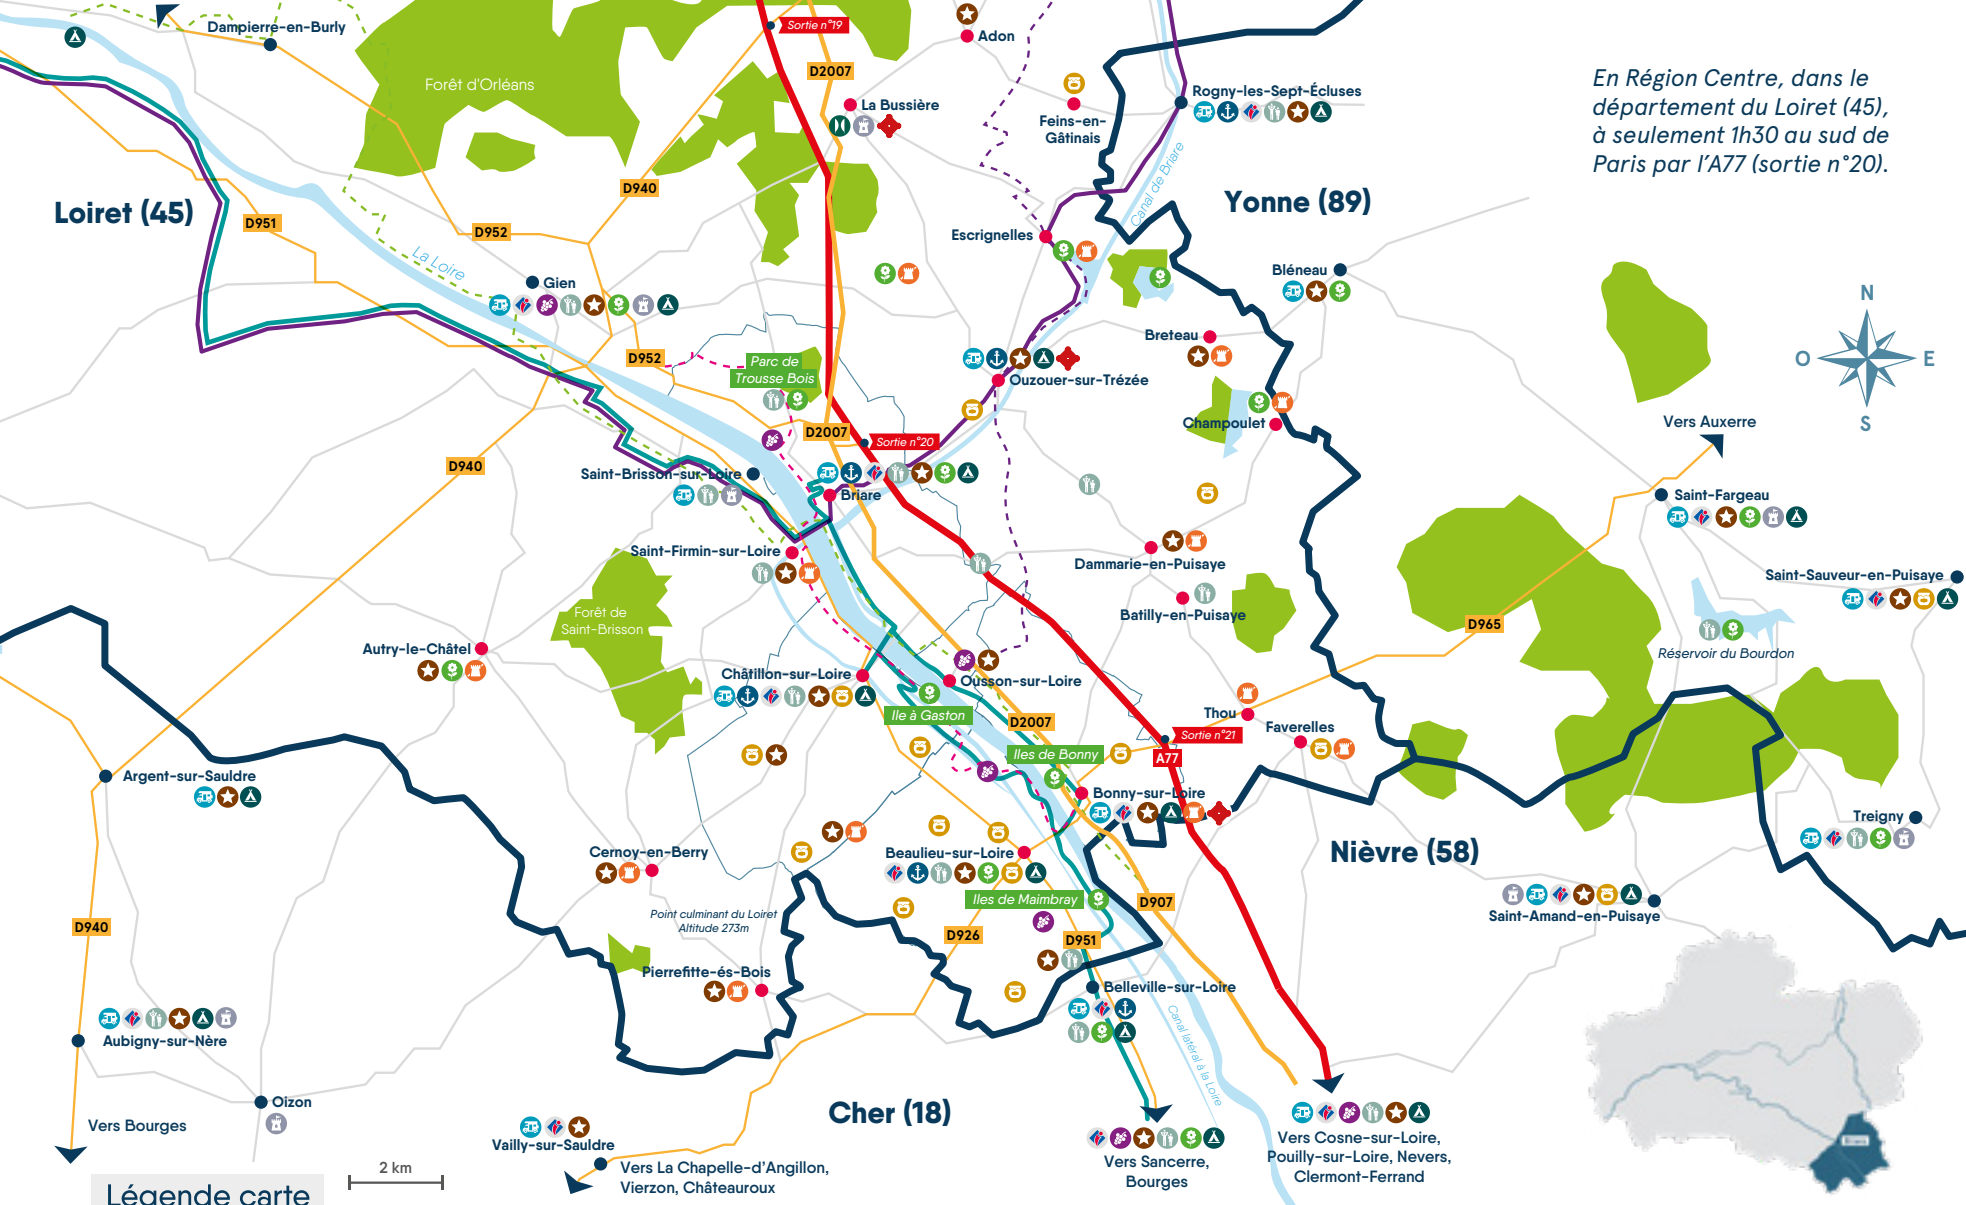 Dampierre-en-Burly
Sortie n°19
Adon
D2007
Forêt d'Orléans
La Bussière
Feins-en-
Gâtinais
Rogny-les-Sept-Écluses
En Région Centre, dans le
département du Loiret (45),
à seulement 1h30 au sud de
Paris par l'A77 (sortie n°20).
Canal de Briare
D940
Loiret (45)
Yonne (89)
D951
D952
La Loire
Escrignelles
Gien
Bléneau
Breteau
N
O
E
S
D952
Parc de
Trousse Bois
Ouzouer-sur-Trézée
Champoulet
Vers Auxerre
D2007
Sortie n°20
D940
Saint-Brisson-sur-Loire
Briare
Saint-Fargeau
Saint-Firmin-sur-Loire
Dammarie-en-Puisaye
Saint-Sauveur-en-Puisaye
Batilly-en-Puisaye
Forêt de
Saint-Brisson
D965
Autry-le-Châtel
Réservoir du Bourdon
Châtillon-sur-Loire
Ousson-sur-Loire
Ile à Gaston
D2007
Thou
Faverelles
Sortie n°21
Iles de Bonny
A77
Argent-sur-Sauldre
Bonny-sur-Loire
Treigny
Cernoy-en-Berry
Beaulieu-sur-Loire
Nièvre (58)
Iles de Maimbray
D907
Saint-Amand-en-Puisaye
Point culminant du Loiret
Altitude 273m
D940
D926
D951
Pierrefitte-és-Bois
Belleville-sur-Loire
Canal latéral à la Loire
Aubigny-sur-Nère
Oizon
Cher (18)
Vers Bourges
Vailly-sur-Sauldre
Vers La Chapelle-d'Angillon,
Vierzon, Châteauroux
Vers Sancerre,
Bourges
Vers Cosne-sur-Loire,
Pouilly-sur-Loire, Nevers,
Clermont-Ferrand
2 km
Légende carte